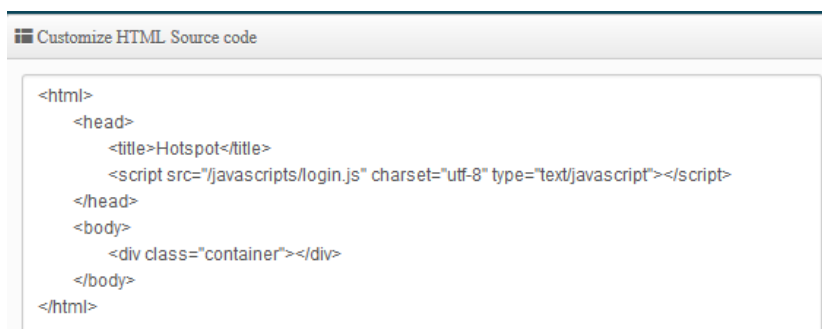 Customize HTML Source code
<html>
<head>
<title>Hotspot</title>
<script src="/javascripts/login.js" charset="utf-8" type="text/javascript"></script>
</head>
<body>
<div class="container"></div>
</body>
</html>